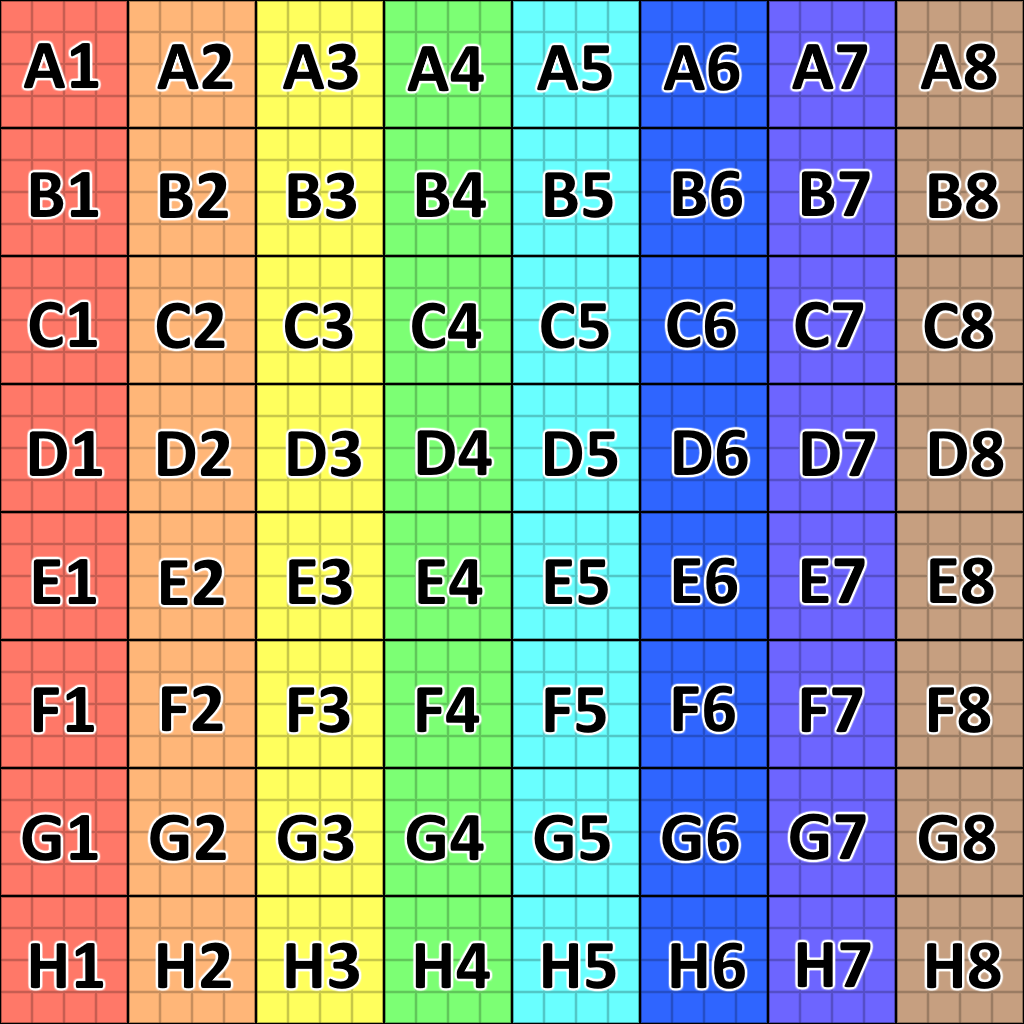 A1 A2 A3 A4 A5 A6 A7 A8
B1 B2 B3 B4 B5 B6 B7 B8
C1 C2 C3 C4 C5 C6 C7 C8
D1 D2 D3 D4 D5 D6 D7 D8
E1 E2 E3 E4 E5 E6 E7 E8
F1 F2 F3 F4 F5 F6 F7 F8
G1 G2 G3 G4 G5 G6 G7 G8
H1 H2 H3 H4 H5 H6 H7 H8